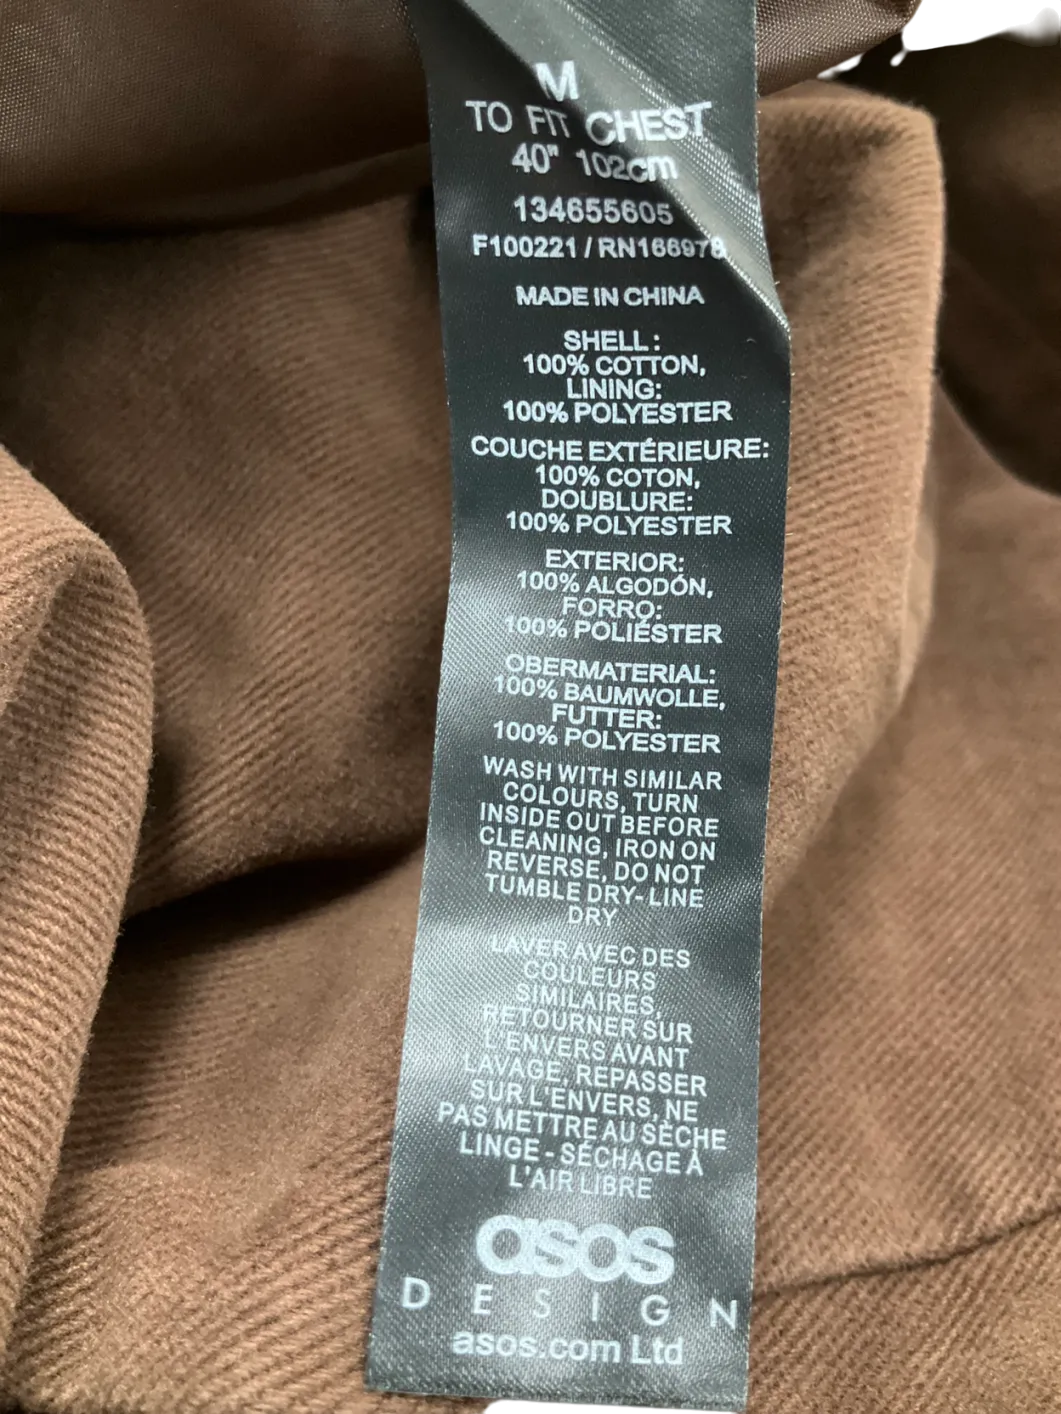 M
TO FIT CHEST
40" 102cm
134655605
F100221 / RN166978
MADE IN CHINA
SHELL:
100% COTTON,
LINING:
100% POLYESTER
COUCHE EXTÉRIEURE:
100% COTON,
DOUBLURE:
100% POLYESTER
EXTERIOR:
100% ALGODÓN,
FORRO:
100% POLIÉSTER
OBERMATERIAL:
100% BAUMWOLLE,
FUTTER:
100% POLYESTER
WASH WITH SIMILAR
COLOURS, TURN
INSIDE OUT BEFORE
CLEANING, IRON ON
REVERSE, DO NOT
TUMBLE DRY-LINE
DRY
LAVER AVEC DES
COULEURS
SIMILAIRES,
RETOURNER SUR
L'ENVERS AVANT
LAVAGE, REPASSER
SUR L'ENVERS, NE
PAS METTRE AU SÈCHE
LINGE - SÉCHAGE À
L'AIR LIBRE
asos
DESIGN
asos.com Ltd